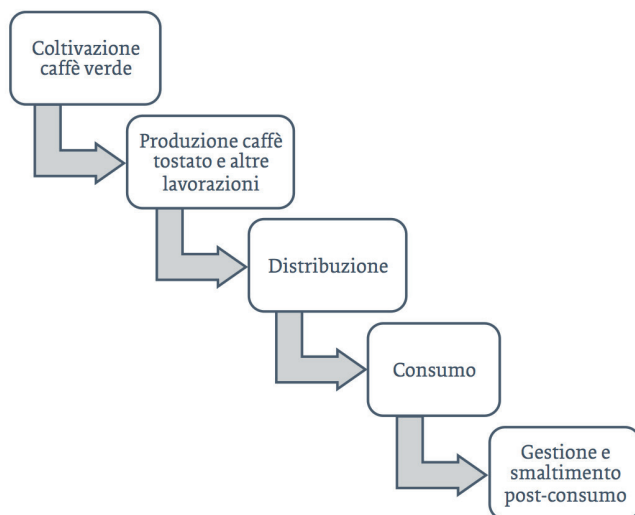 Coltivazione
caffè verde
Produzione caffè
tostato e altre
lavorazioni
Distribuzione
Consumo
Gestione e
smaltimento
post-consumo